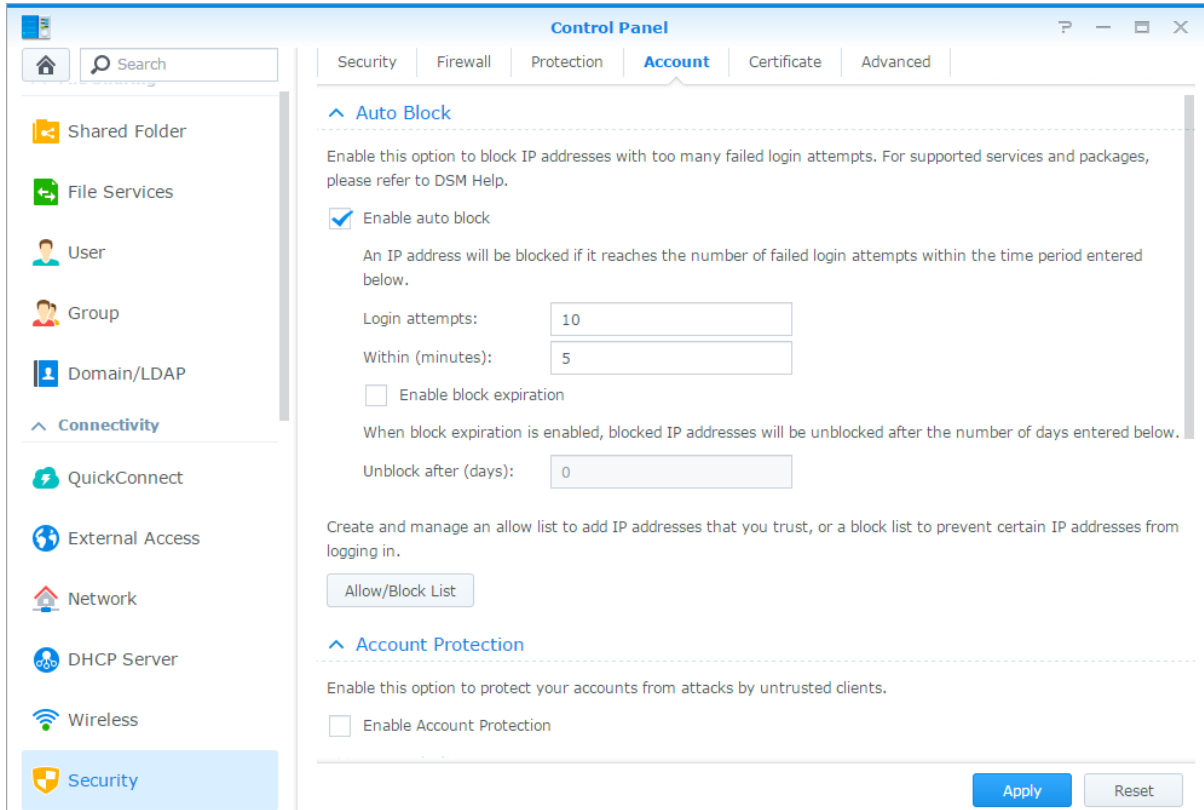 Control Panel
Search
Shared Folder
File Services
User
Group
Domain/LDAP
Connectivity
QuickConnect
External Access
Network
DHCP Server
Wireless
Security
Security Firewall Protection Account Certificate Advanced
Auto Block
Enable this option to block IP addresses with too many failed login attempts. For supported services and packages,
please refer to DSM Help.
Enable auto block
An IP address will be blocked if it reaches the number of failed login attempts within the time period entered
below.
Login attempts: 10
Within (minutes): 5
Enable block expiration
When block expiration is enabled, blocked IP addresses will be unblocked after the number of days entered below.
Unblock after (days): 0
Create and manage an allow list to add IP addresses that you trust, or a block list to prevent certain IP addresses from
logging in.
Allow/Block List
Account Protection
Enable this option to protect your accounts from attacks by untrusted clients.
Enable Account Protection
Apply Reset